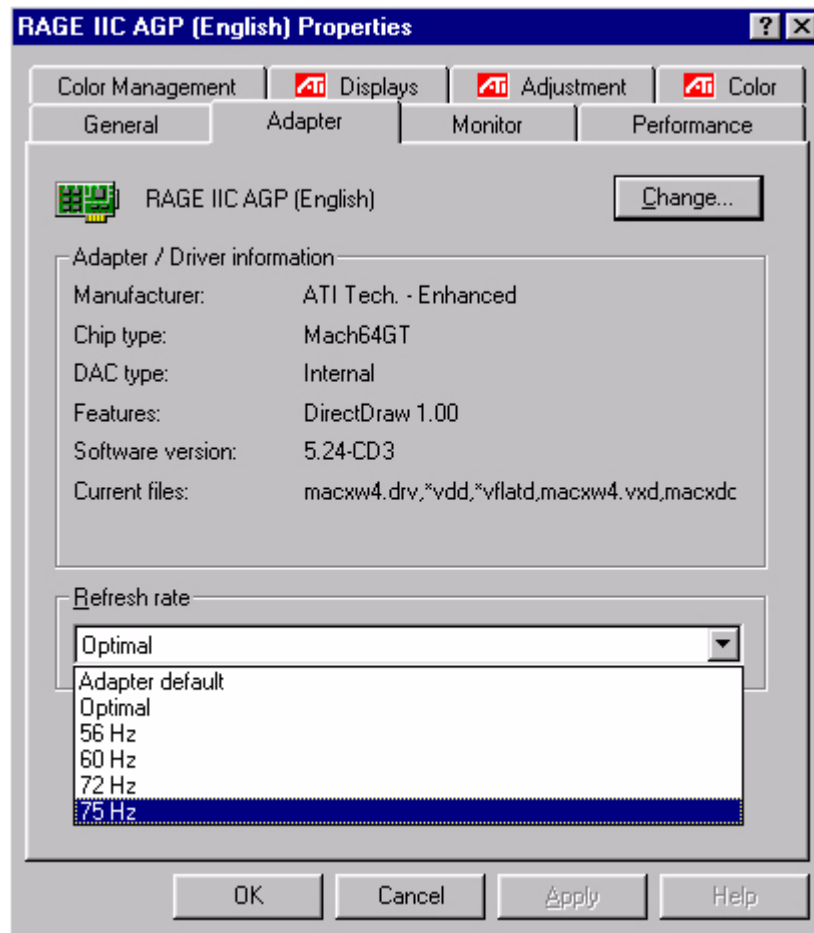 RAGE IIC AGP (English) Properties
Color Management ATI Displays ATI Adjustment ATI Color
General Adapter Monitor Performance
RAGE IIC AGP (English) Change...
Adapter / Driver information
Manufacturer: ATI Tech. - Enhanced
Chip type: Mach64GT
DAC type: Internal
Features: DirectDraw 1.00
Software version: 5.24-CD3
Current files: macxw4.drv,*vdd,*vflatd,macxw4.vxd,macxdc
Refresh rate
Optimal
Adapter default
Optimal
56 Hz
60 Hz
72 Hz
75 Hz
OK Cancel Apply Help